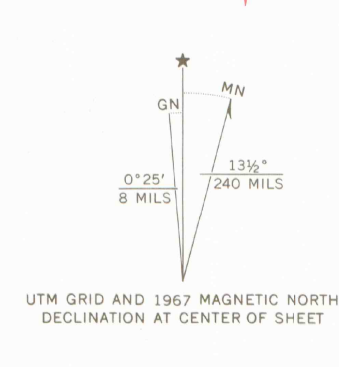 MN
GN
13½°
240 MILS
0°25'
8 MILS
UTM GRID AND 1967 MAGNETIC NORTH
DECLINATION AT CENTER OF SHEET